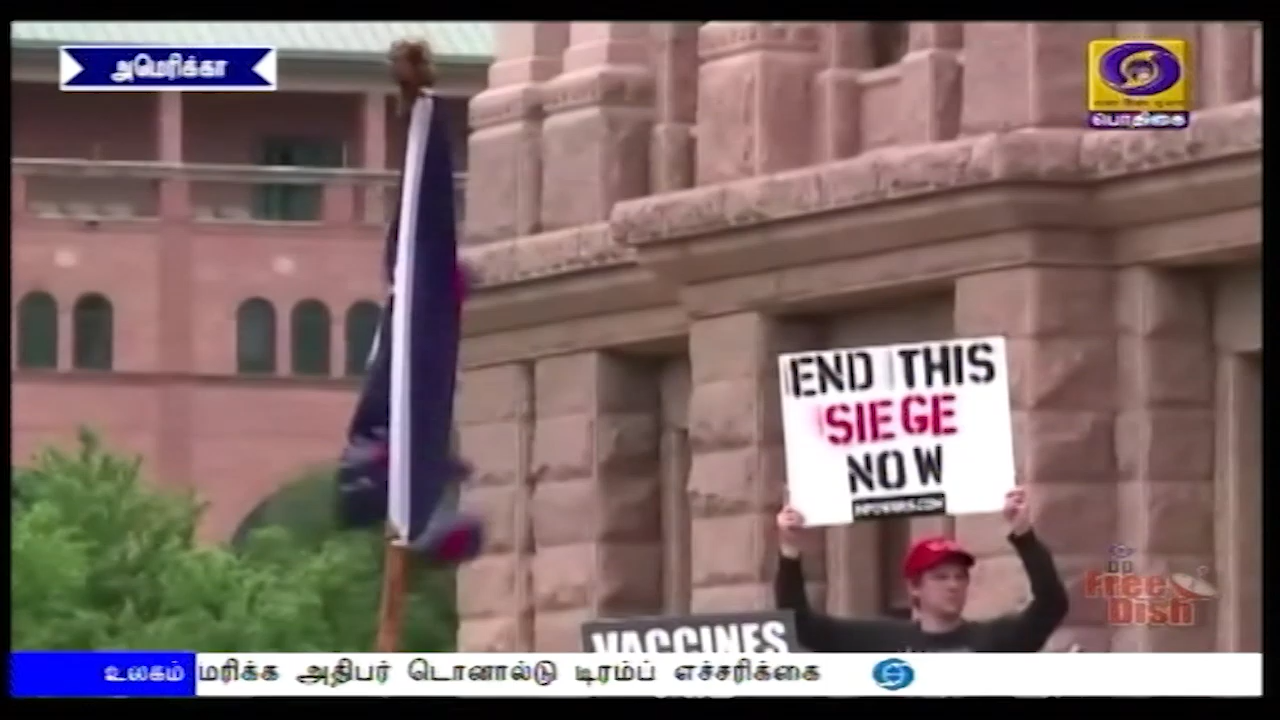 அமெரிக்கா
பொதிகை
END THIS
SIEGE
NOW
INFOWARS.COM
VACCINES
DD
Free
Dish
உலகம்
மரிக்க அதிபர் டொனால்டு டிரம்ப் எச்சரிக்கை